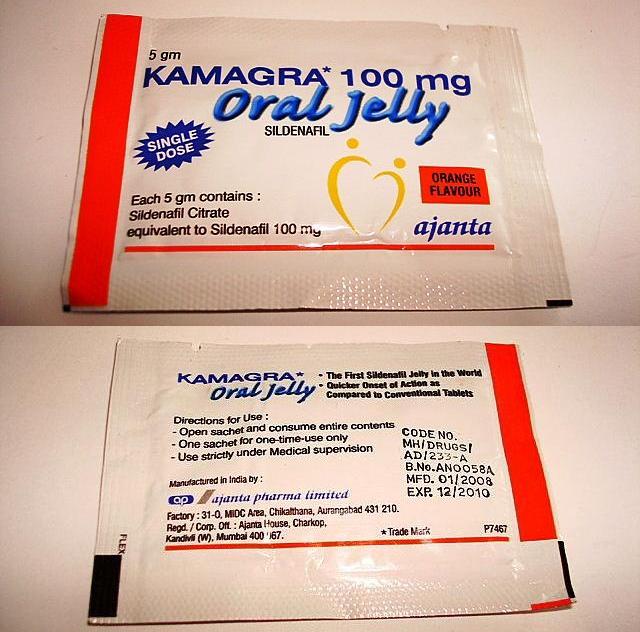 5 gm
KAMAGRA* 100 mg
Oral Jelly
SILDENAFIL
SINGLE
DOSE
ORANGE
FLAVOUR
Each 5 gm contains :
Sildenafil Citrate
equivalent to Sildenafil 100 mg
ajanta
KAMAGRA*
Oral Jelly
• The First Sildenafil Jelly in the World
• Quicker Onset of Action as
Compared to Conventional Tablets
Directions for Use :
- Open sachet and consume entire contents
- One sachet for one-time-use only
- Use strictly under Medical supervision
CODE NO.
MH/DRUGS/
AD/233-A
B.No.AN0058A
MFD. 01/2008
EXP. 12/2010
Manufactured in India by :
ap ajanta pharma limited
Factory : 31-O, MIDC Area, Chikalthana, Aurangabad 431 210.
Regd. / Corp. Off. : Ajanta House, Charkop,
Kandivli (W), Mumbai 400 067.
*Trade Mark
P7467
FLEX